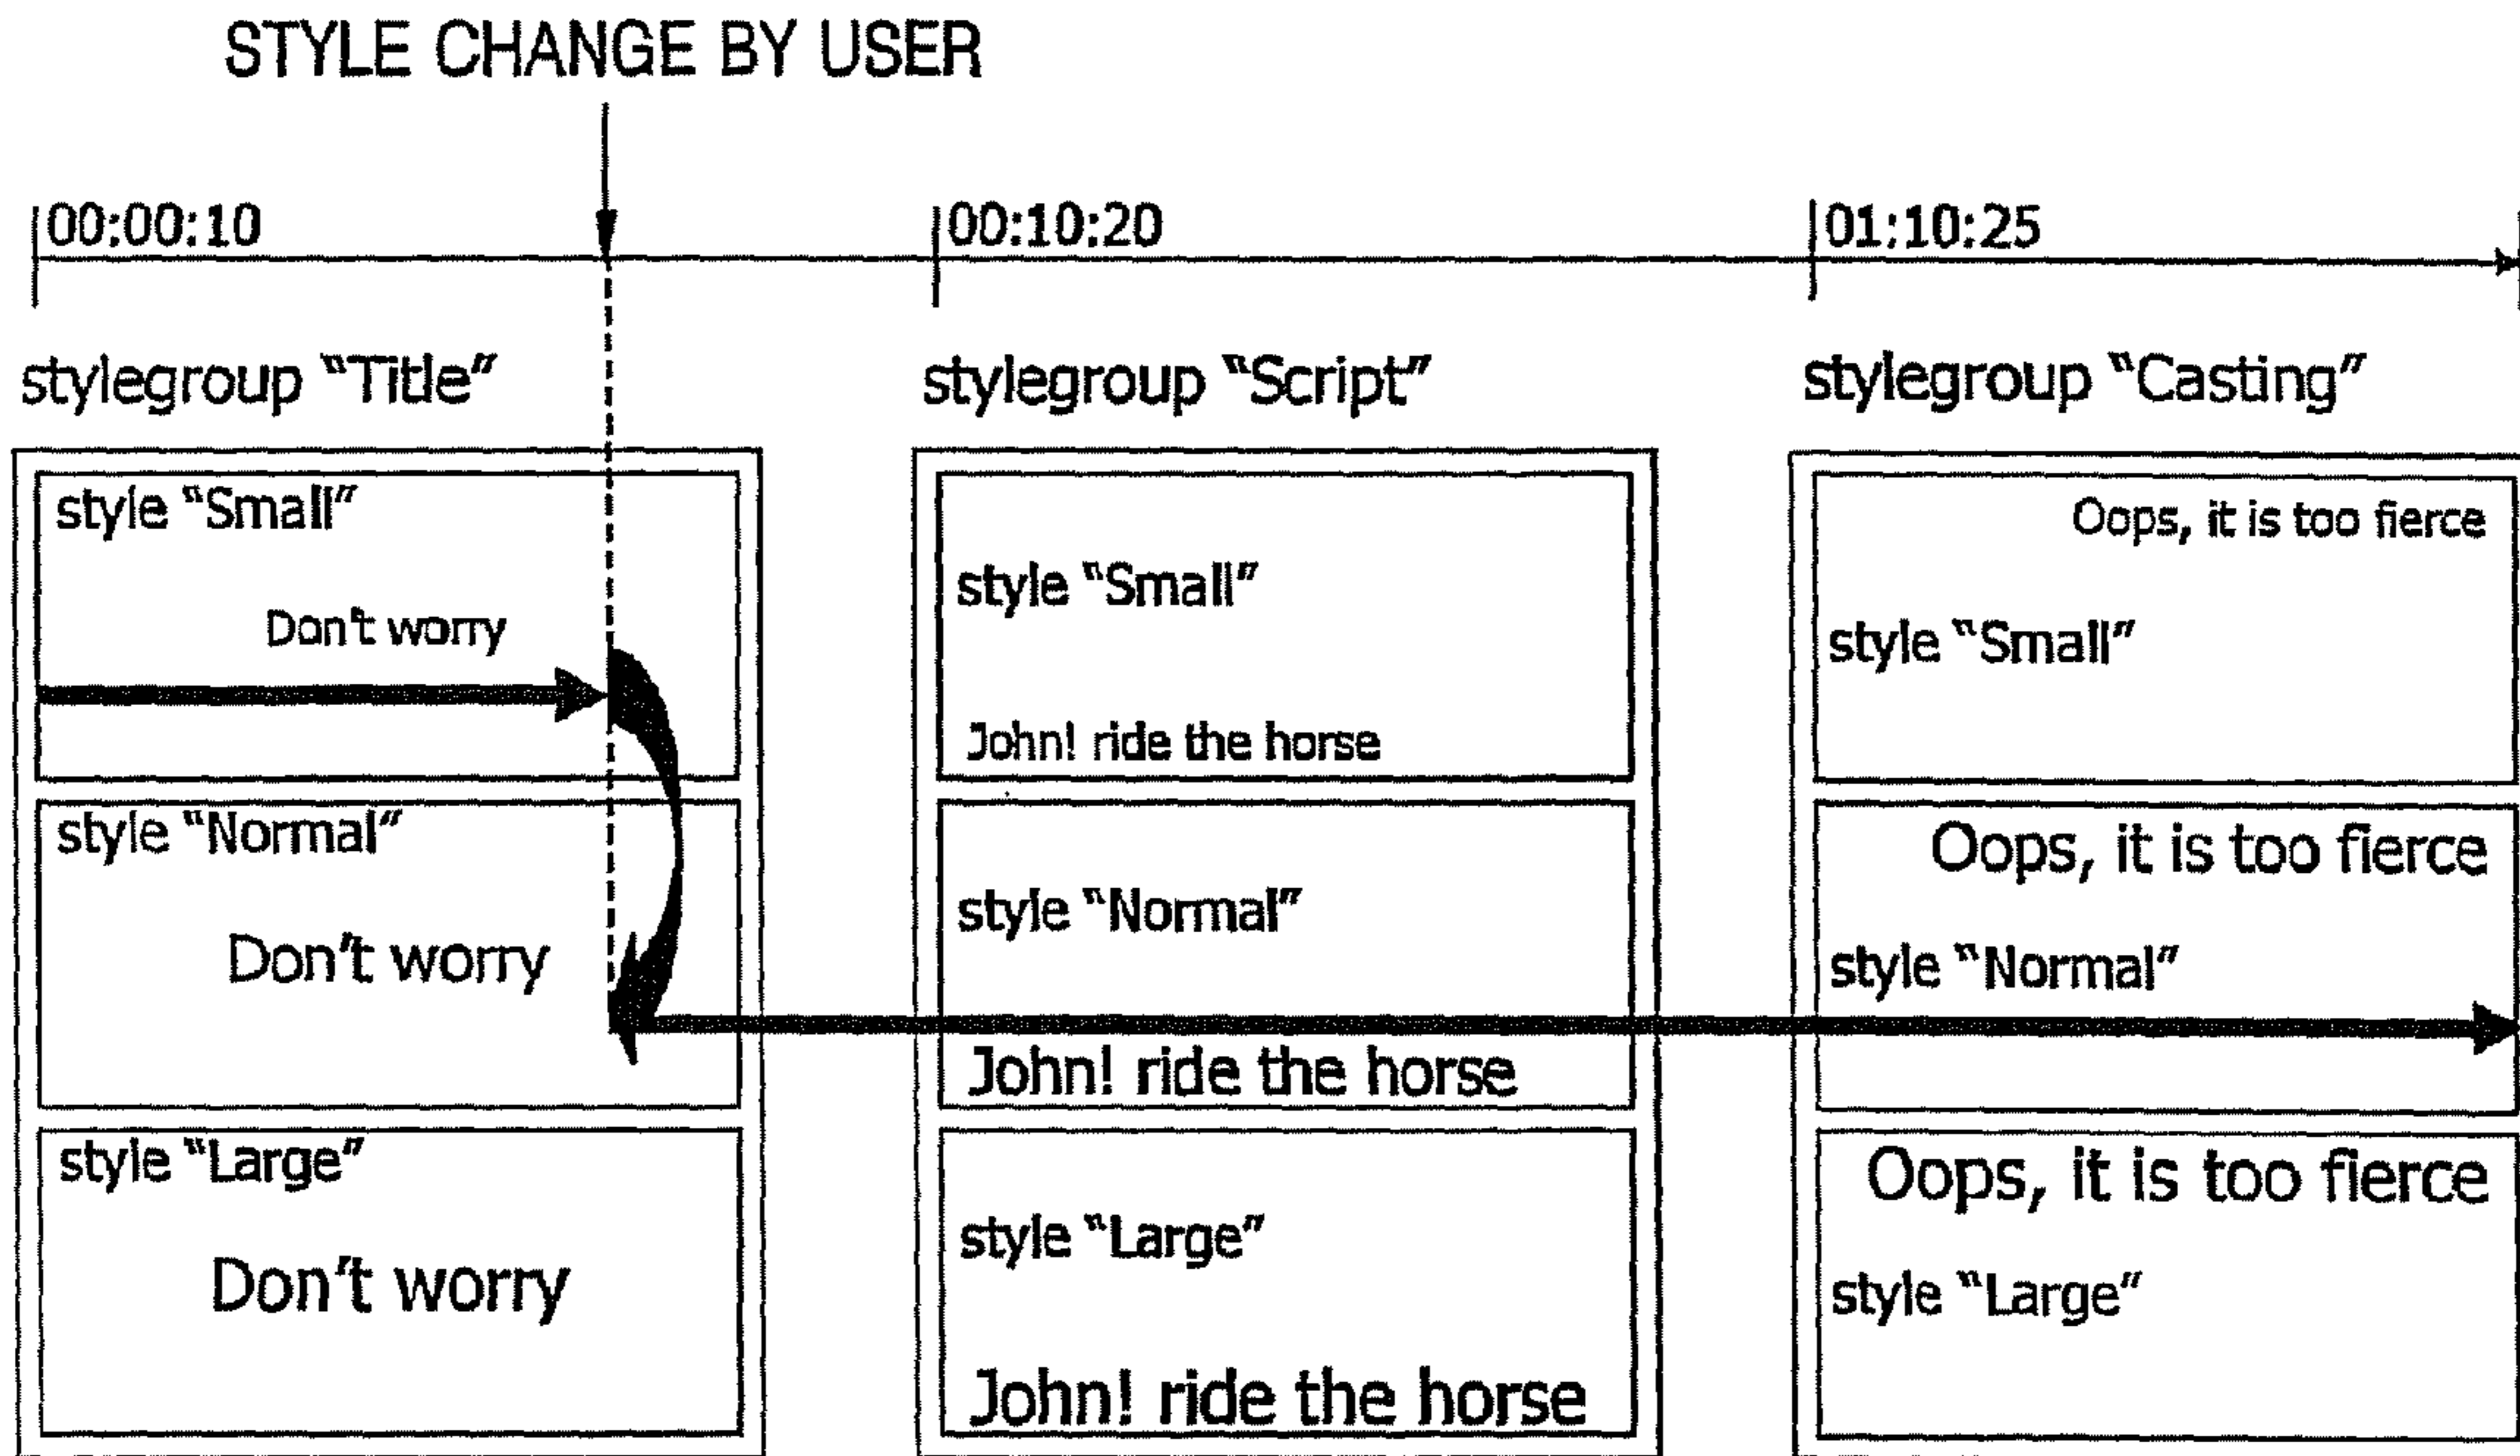 STYLE CHANGE BY USER
00:00:10
00:10:20
01:10:25
stylegroup “Title”
stylegroup “Script”
stylegroup “Casting”
style “Small”
Don't worry
style “Normal”
Don't worry
style “Large”
Don't worry
style “Small”
John! ride the horse
style “Normal”
John! ride the horse
style “Large”
John! ride the horse
Oops, it is too fierce
style “Small”
Oops, it is too fierce
style “Normal”
Oops, it is too fierce
style “Large”